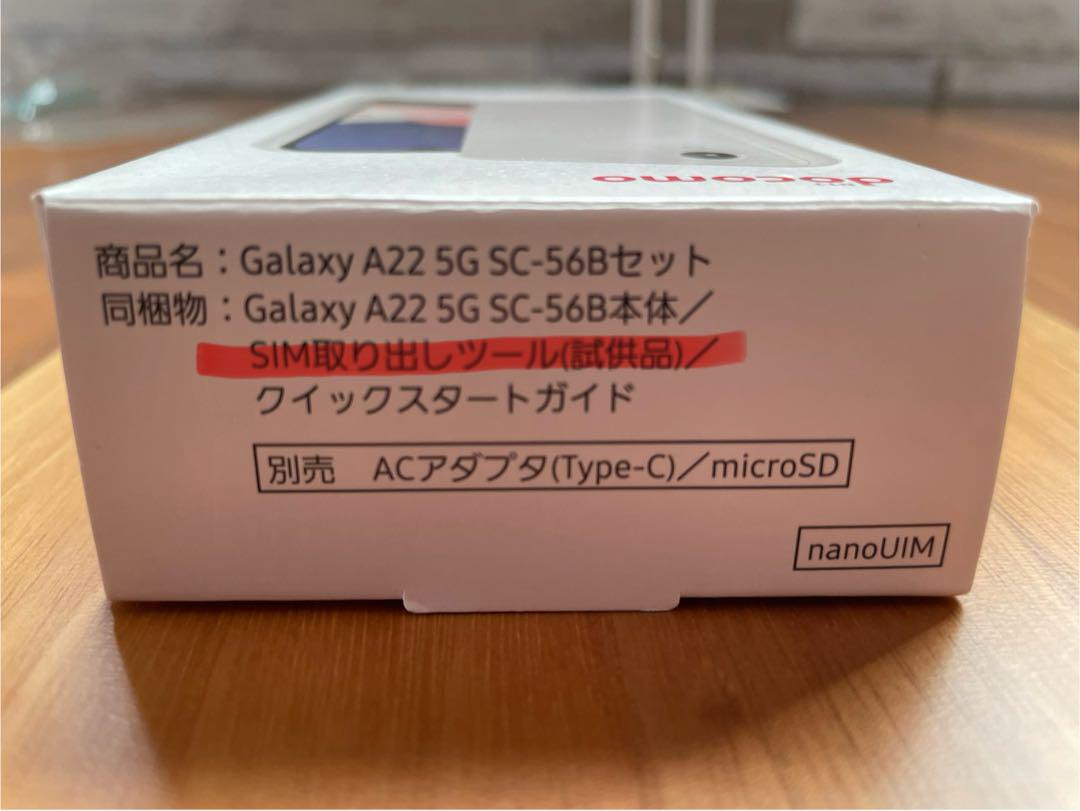 docomo
商品名：Galaxy A22 5G SC-56Bセット
同梱物：Galaxy A22 5G SC-56B本体／
SIM取り出しツール(試供品)／
クイックスタートガイド
別売　ACアダプタ(Type-C)／microSD
nanoUIM